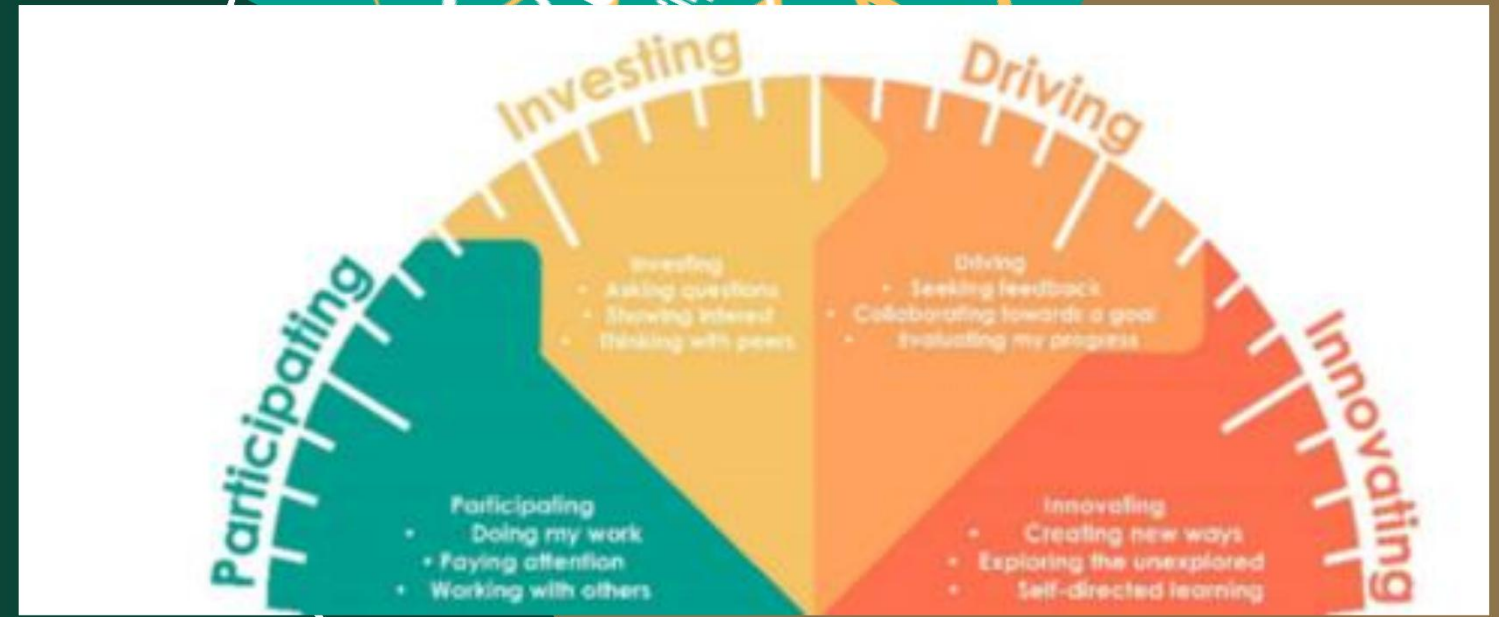 Participating
Investing
Driving
Innovating
Participating
• Doing my work
• Paying attention
• Working with others
Investing
• Asking questions
• Showing interest
• Thinking with peers
Driving
• Seeking feedback
• Collaborating towards a goal
• Evaluating my progress
Innovating
• Creating new ways
• Exploring the unexplored
• Self-directed learning